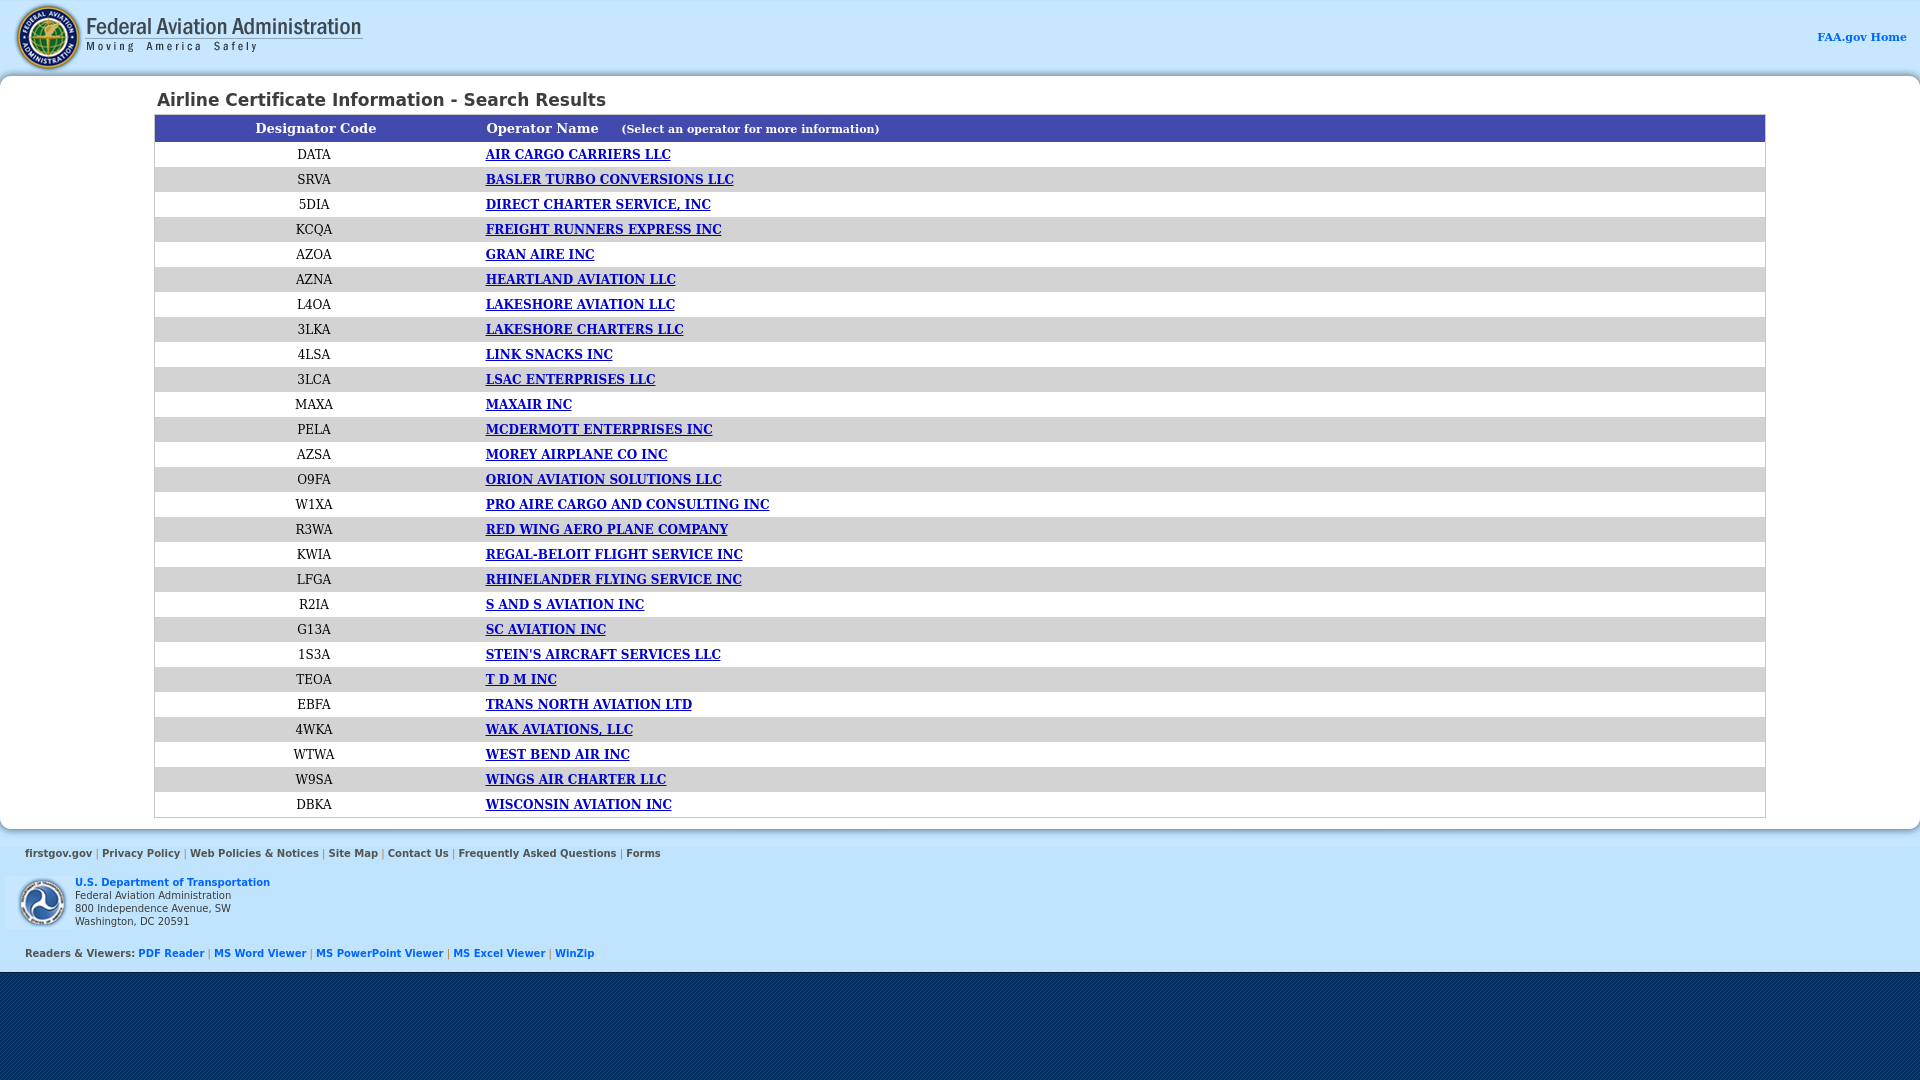 Federal Aviation Administration
Moving America Safely
FAA.gov Home
Airline Certificate Information - Search Results
Designator Code Operator Name (Select an operator for more information)
DATA AIR CARGO CARRIERS LLC
SRVA BASLER TURBO CONVERSIONS LLC
5DIA DIRECT CHARTER SERVICE, INC
KCQA FREIGHT RUNNERS EXPRESS INC
AZOA GRAN AIRE INC
AZNA HEARTLAND AVIATION LLC
L4OA LAKESHORE AVIATION LLC
3LKA LAKESHORE CHARTERS LLC
4LSA LINK SNACKS INC
3LCA LSAC ENTERPRISES LLC
MAXA MAXAIR INC
PELA MCDERMOTT ENTERPRISES INC
AZSA MOREY AIRPLANE CO INC
O9FA ORION AVIATION SOLUTIONS LLC
W1XA PRO AIRE CARGO AND CONSULTING INC
R3WA RED WING AERO PLANE COMPANY
KWIA REGAL-BELOIT FLIGHT SERVICE INC
LFGA RHINELANDER FLYING SERVICE INC
R2IA S AND S AVIATION INC
G13A SC AVIATION INC
1S3A STEIN'S AIRCRAFT SERVICES LLC
TEOA T D M INC
EBFA TRANS NORTH AVIATION LTD
4WKA WAK AVIATIONS, LLC
WTWA WEST BEND AIR INC
W9SA WINGS AIR CHARTER LLC
DBKA WISCONSIN AVIATION INC
firstgov.gov | Privacy Policy | Web Policies & Notices | Site Map | Contact Us | Frequently Asked Questions | Forms
U.S. Department of Transportation
Federal Aviation Administration
800 Independence Avenue, SW
Washington, DC 20591
Readers & Viewers: PDF Reader | MS Word Viewer | MS PowerPoint Viewer | MS Excel Viewer | WinZip